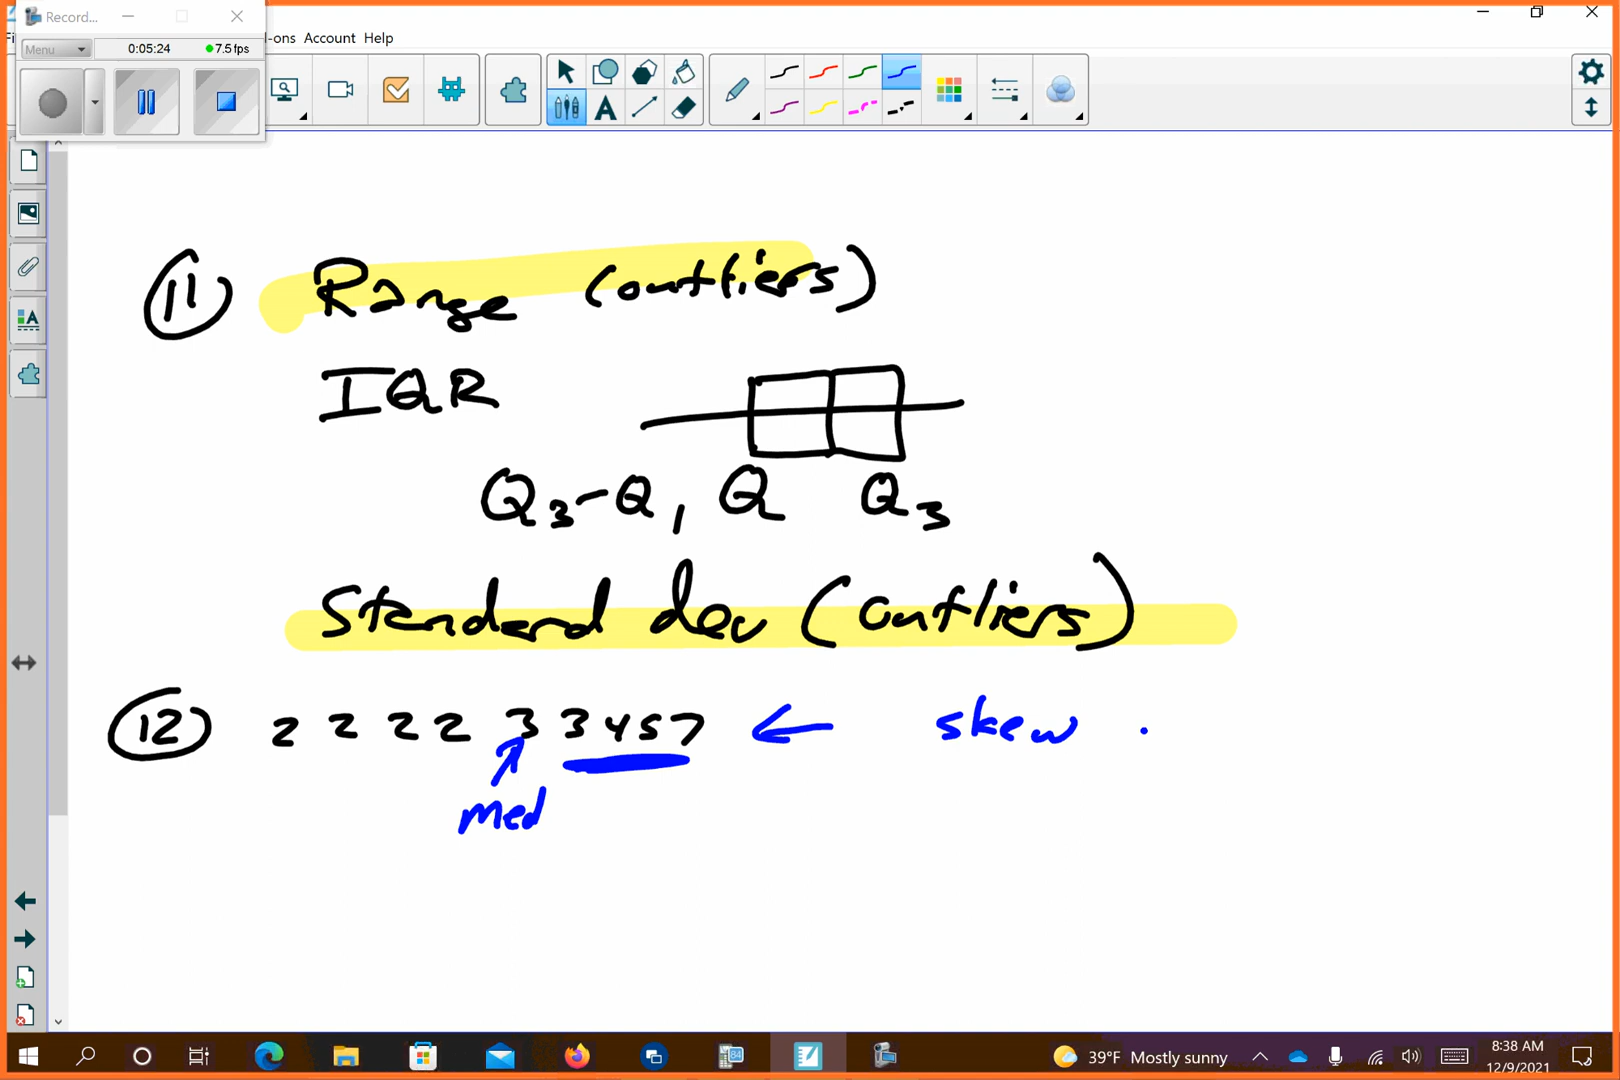 Record...
Menu 0:05:24 7.5 fps
-ons Account Help
11 Range (outliers)
IQR
Q3-Q1 Q Q3
Standard dev (outliers)
12 2 2 2 2 3 3 4 5 7 ← skew .
med
39°F Mostly sunny
8:38 AM
12/9/2021